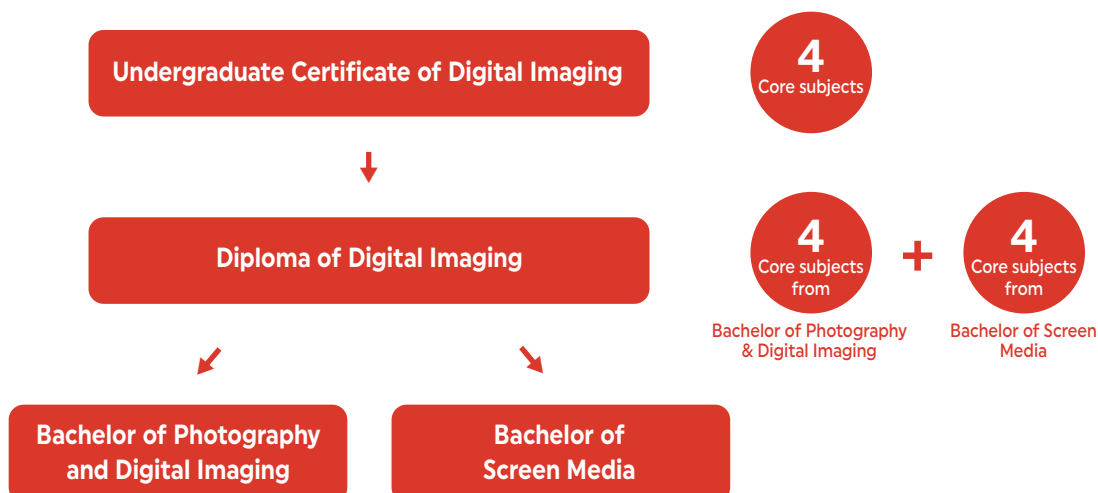 Undergraduate Certificate of Digital Imaging
4
Core subjects
Diploma of Digital Imaging
4
Core subjects
from
Bachelor of Photography
& Digital Imaging
+
4
Core subjects
from
Bachelor of Screen
Media
Bachelor of Photography
and Digital Imaging
Bachelor of
Screen Media